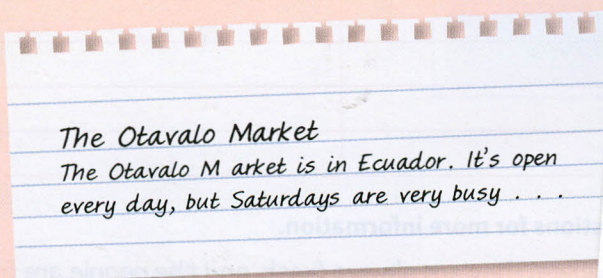 The Otavalo Market
The Otavalo M arket is in Ecuador. It's open
every day, but Saturdays are very busy . . .